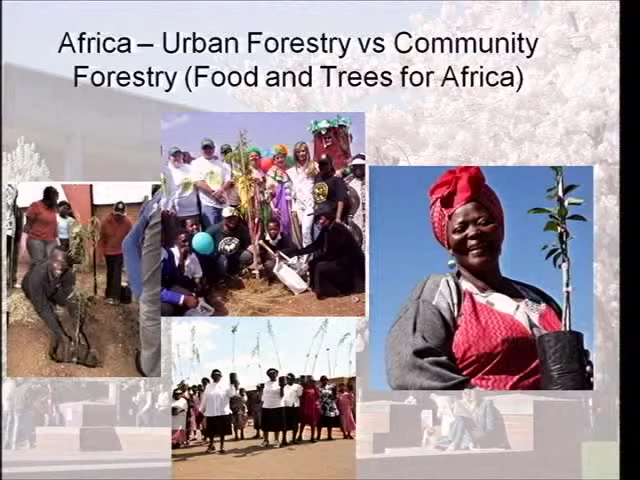 Africa – Urban Forestry vs Community
Forestry (Food and Trees for Africa)